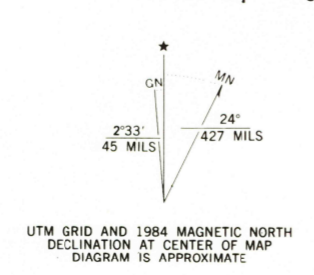 ★
GN MN
2°33'
45 MILS
24°
427 MILS
UTM GRID AND 1984 MAGNETIC NORTH
DECLINATION AT CENTER OF MAP
DIAGRAM IS APPROXIMATE